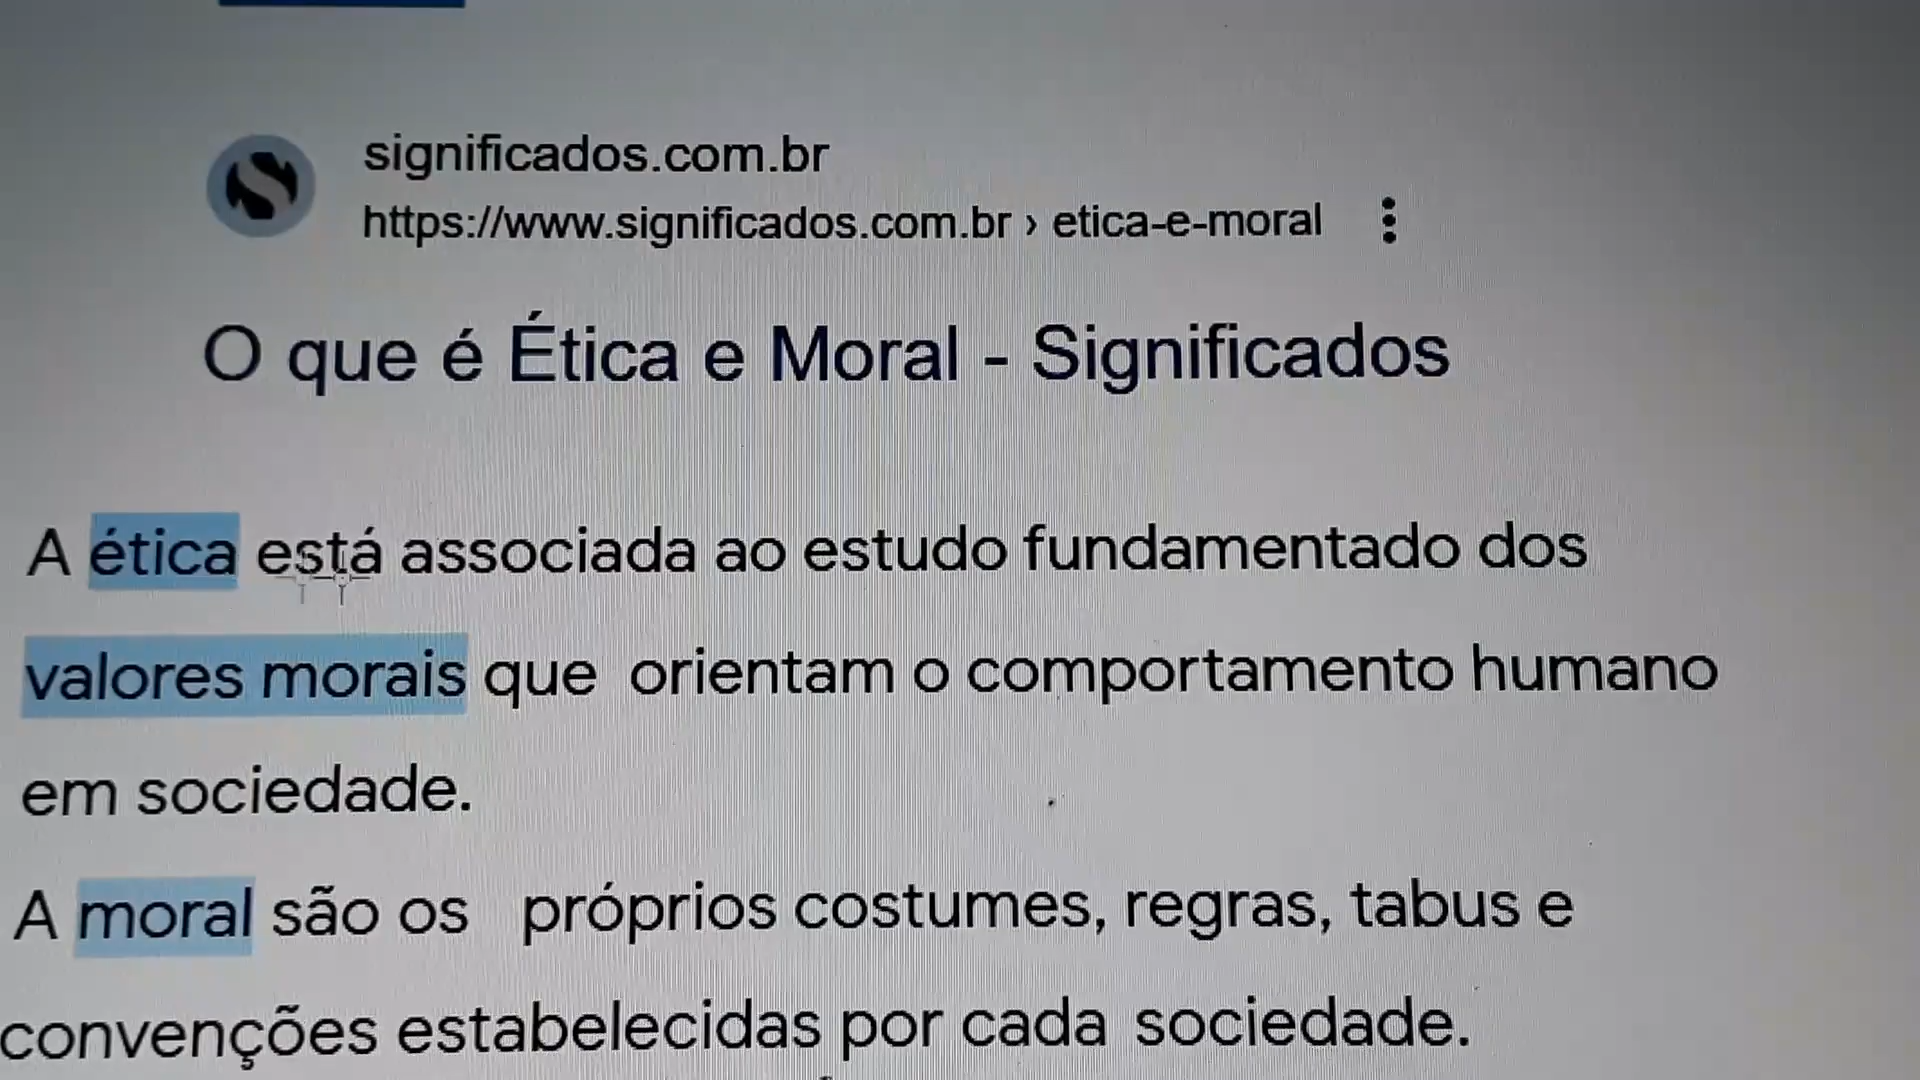 significados.com.br
https://www.significados.com.br › etica-e-moral
O que é Ética e Moral - Significados
A ética está associada ao estudo fundamentado dos
valores morais que orientam o comportamento humano
em sociedade.
A moral são os próprios costumes, regras, tabus e
convenções estabelecidas por cada sociedade.